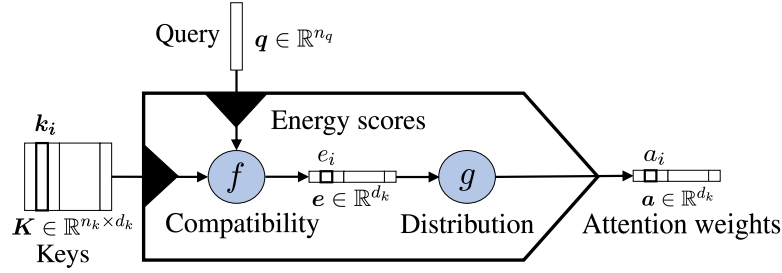 Query
q ∈ ℝ^{n_q}
k_i
Energy scores
f
e_i
g
a_i
e ∈ ℝ^{d_k}
a ∈ ℝ^{d_k}
K ∈ ℝ^{n_k×d_k}
Keys
Compatibility
Distribution
Attention weights